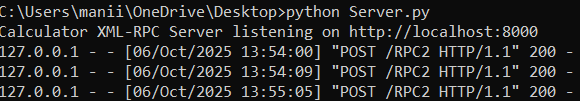 C:\Users\manii\OneDrive\Desktop>python Server.py
Calculator XML-RPC Server listening on http://localhost:8000
127.0.0.1 - - [06/Oct/2025 13:54:00] "POST /RPC2 HTTP/1.1" 200 -
127.0.0.1 - - [06/Oct/2025 13:54:09] "POST /RPC2 HTTP/1.1" 200 -
127.0.0.1 - - [06/Oct/2025 13:55:05] "POST /RPC2 HTTP/1.1" 200 -